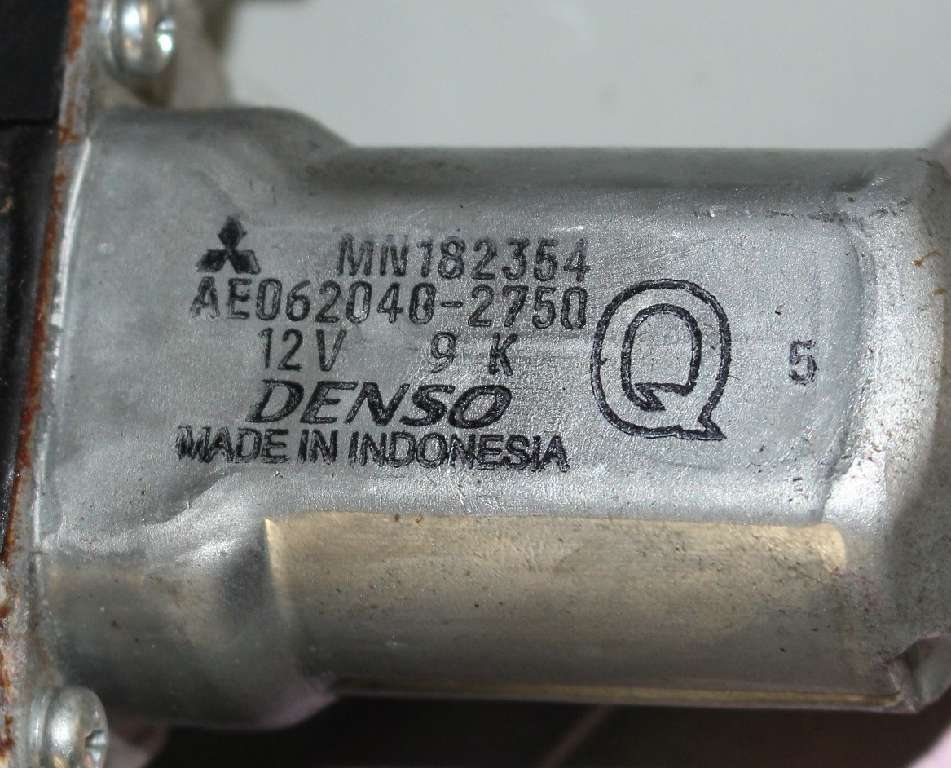 MN182354
AE062040-2750
12V 9 K
DENSO
MADE IN INDONESIA
Q
5